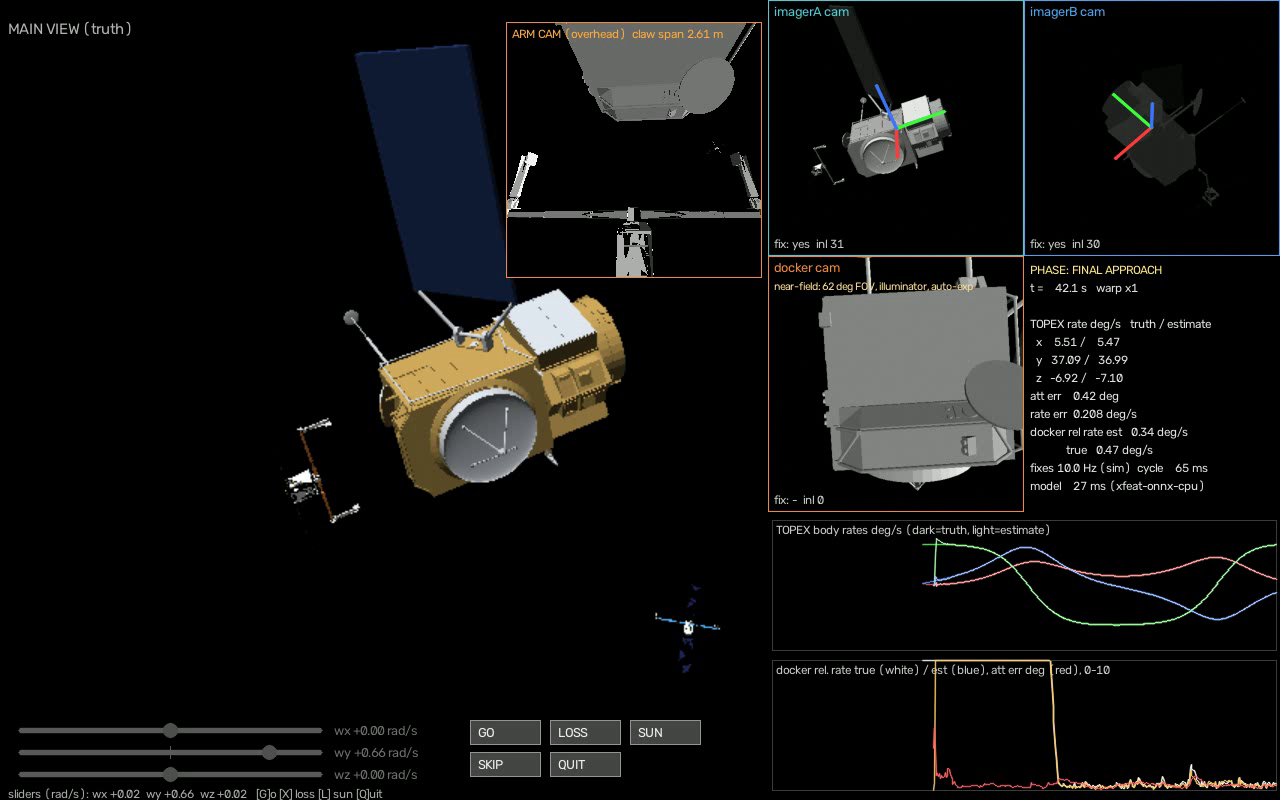 MAIN VIEW (truth)
ARM CAM (overhead) claw span 2.61 m
imagerA cam
fix: yes inl 31
imagerB cam
fix: yes inl 30
docker cam
near-field: 62 deg FOV, illuminator, auto-exp
fix: - inl 0
PHASE: FINAL APPROACH
t = 42.1 s warp x1
TOPEX rate deg/s truth / estimate
x 5.51 / 5.47
y 37.09 / 36.99
z -6.92 / -7.10
att err 0.42 deg
rate err 0.208 deg/s
docker rel rate est 0.34 deg/s
true 0.47 deg/s
fixes 10.0 Hz (sim) cycle 65 ms
model 27 ms (xfeat-onnx-cpu)
TOPEX body rates deg/s (dark=truth, light=estimate)
docker rel. rate true (white) / est (blue), att err deg (red), 0-10
wx +0.00 rad/s
wy +0.66 rad/s
wz +0.00 rad/s
GO LOSS SUN
SKIP QUIT
sliders (rad/s): wx +0.02 wy +0.66 wz +0.02 [G]o [X] loss [L] sun [Q]uit